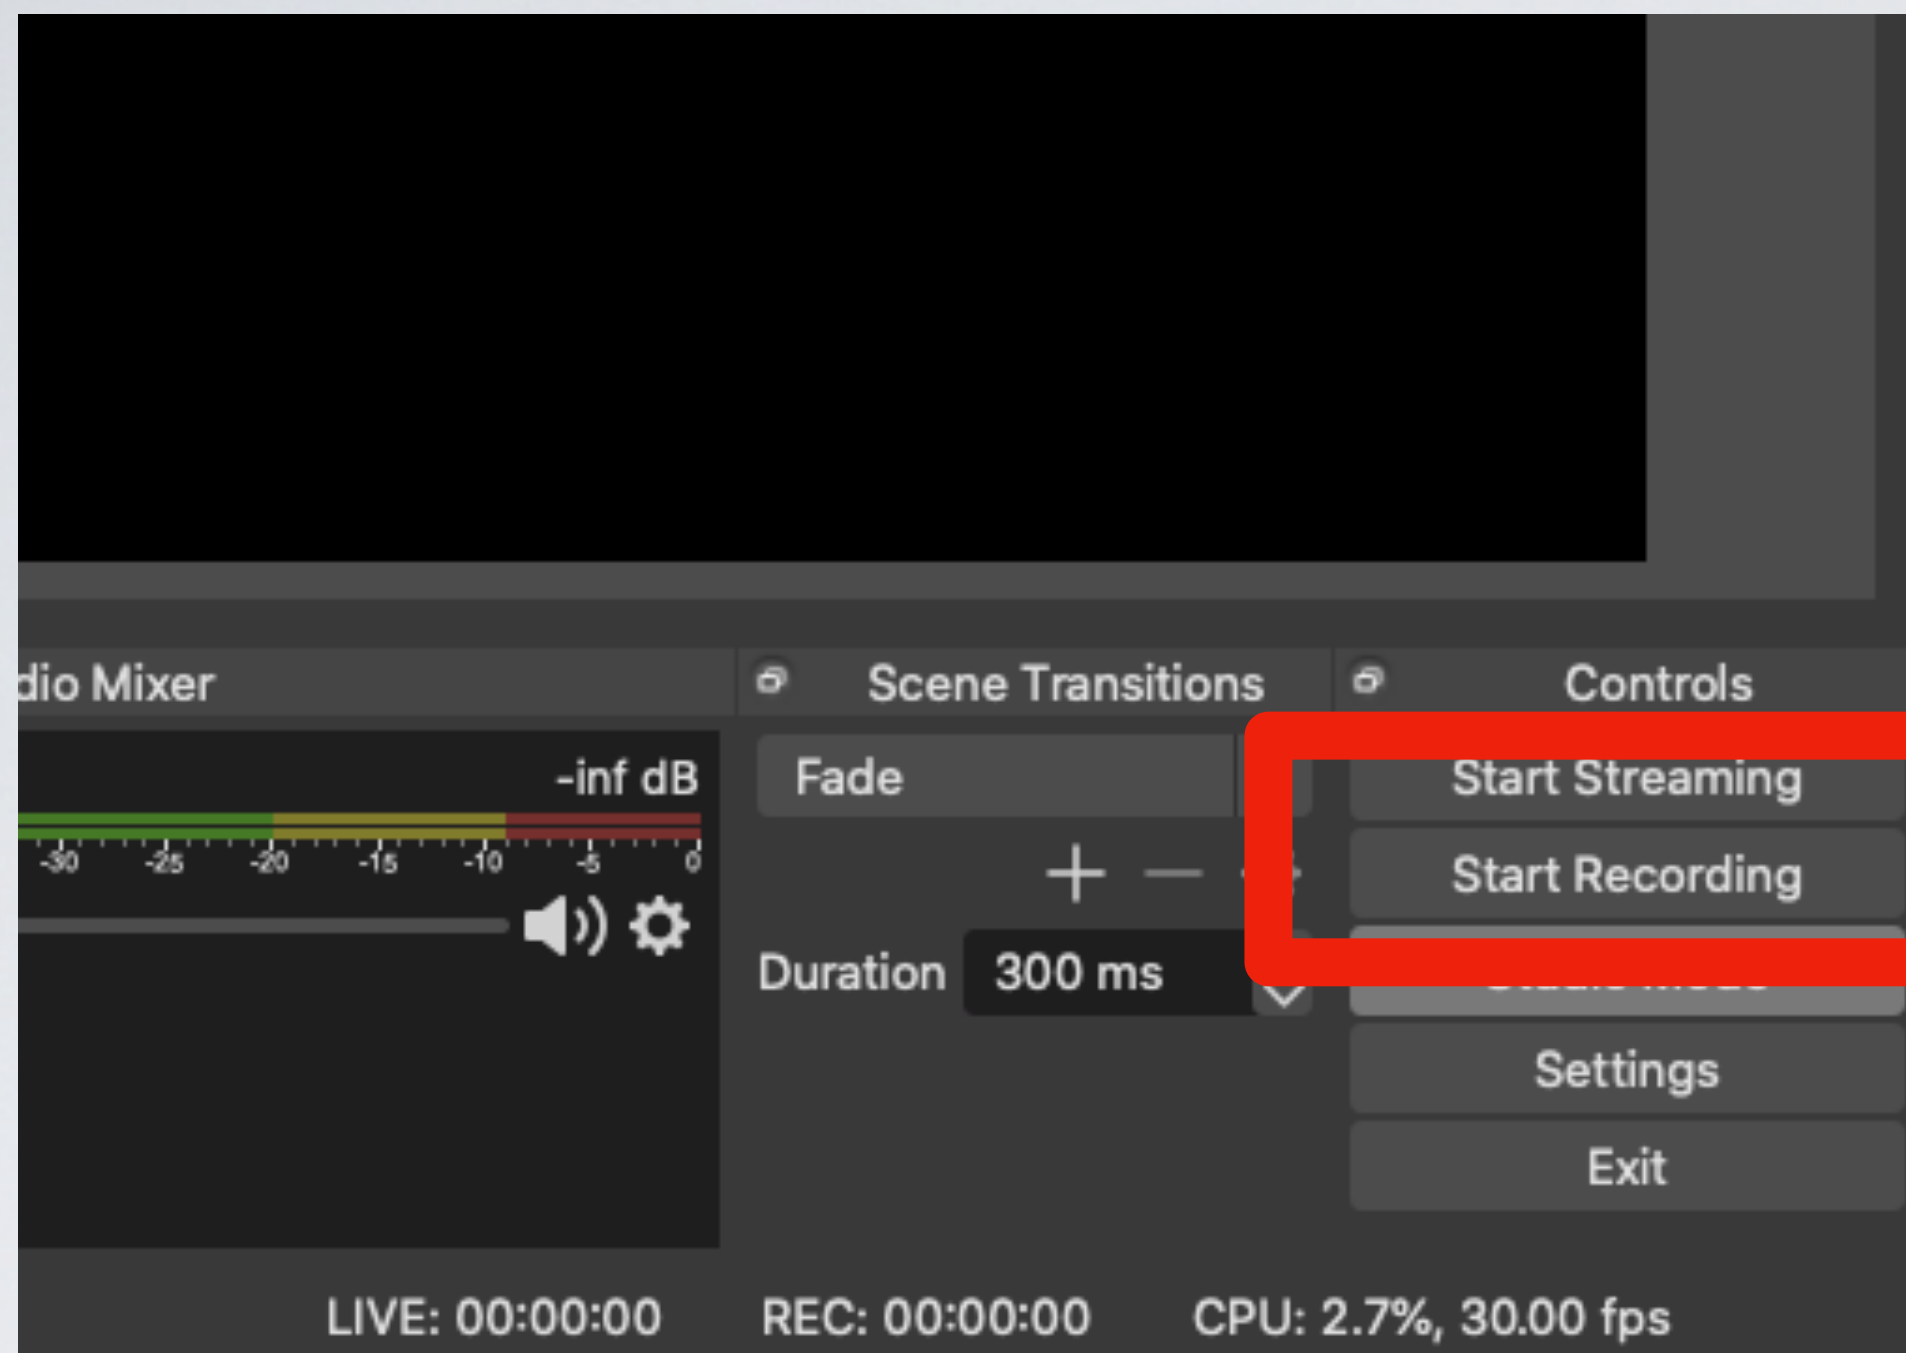 dio Mixer
Scene Transitions
Controls
-inf dB
-30 -25 -20 -15 -10 -5 0
Fade
Duration 300 ms
Start Streaming
Start Recording
Settings
Exit
LIVE: 00:00:00 REC: 00:00:00 CPU: 2.7%, 30.00 fps